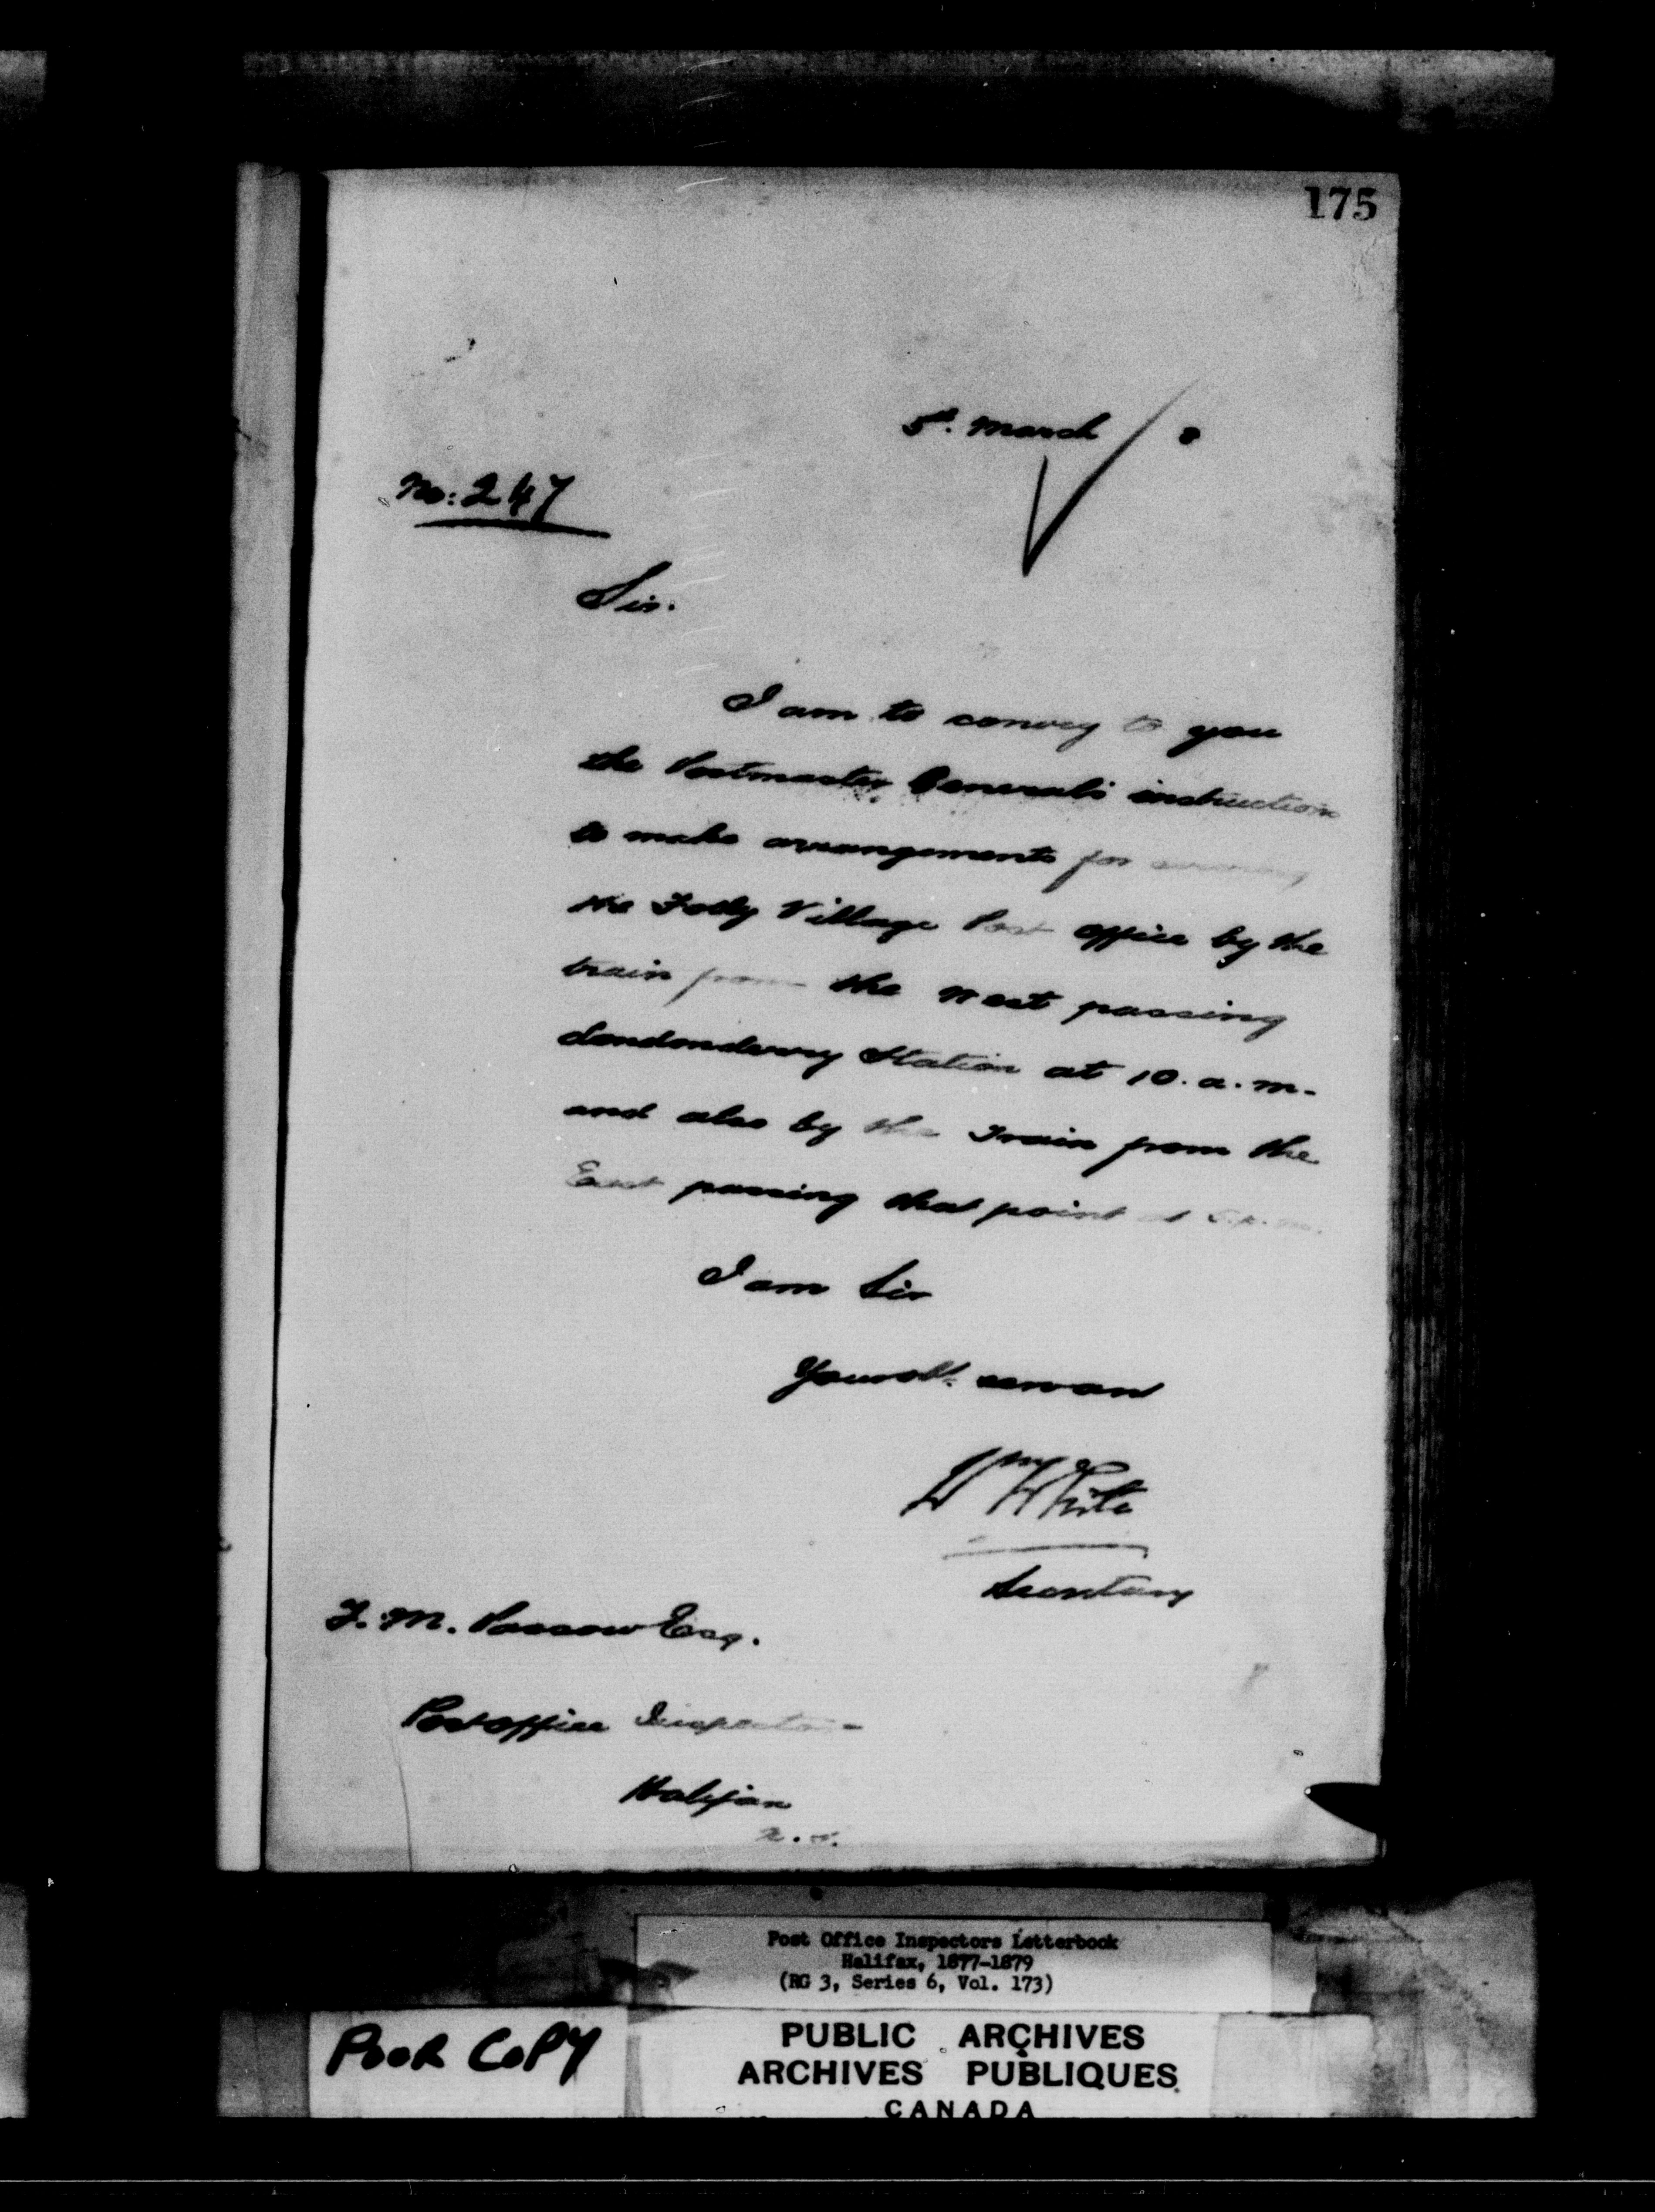 175
5th. March 8
No: 247
Sir.
I am to convey to you
the Postmaster General's instruction
to make arrangements for
the Folly Village Post office by the
train from the West passing
Londonderry Station at 10. a. m.
and also by the Train from the
East passing that point at 5. p. m.
I am Sir
Your obt. servant
Wm White
Secretary
F. M. Passow Esq.
Post office Inspector
Halifax
N. S.
Post Office Inspectors Letterbook
Halifax, 1877-1879
(RG 3, Series 6, Vol. 173)
POOR COPY
PUBLIC ARCHIVES
ARCHIVES PUBLIQUES
CANADA